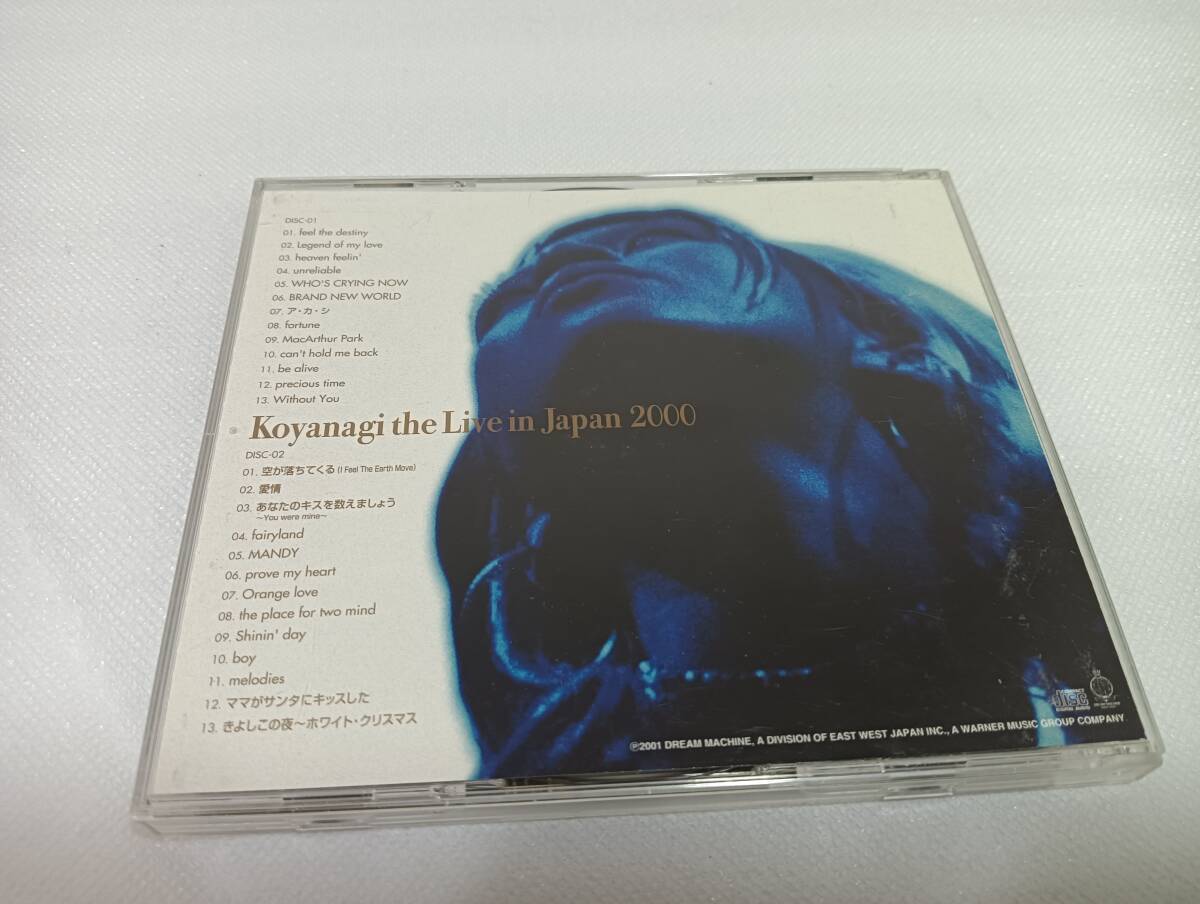 DISC-01
01. feel the destiny
02. Legend of my love
03. heaven feelin'
04. unreliable
05. WHO'S CRYING NOW
06. BRAND NEW WORLD
07. ア・カ・シ
08. fortune
09. MacArthur Park
10. can't hold me back
11. be alive
12. precious time
13. Without You
Koyanagi the Live in Japan 2000
DISC-02
01. 空が落ちてくる (I Feel The Earth Move)
02. 愛情
03. あなたのキスを数えましょう
~You were mine~
04. fairyland
05. MANDY
06. prove my heart
07. Orange love
08. the place for two mind
09. Shinin' day
10. boy
11. melodies
12. ママがサンタにキッスした
13. きよしこの夜~ホワイト・クリスマス
COMPACT
DISC
DIGITAL AUDIO
℗2001 DREAM MACHINE, A DIVISION OF EAST WEST JAPAN INC., A WARNER MUSIC GROUP COMPANY